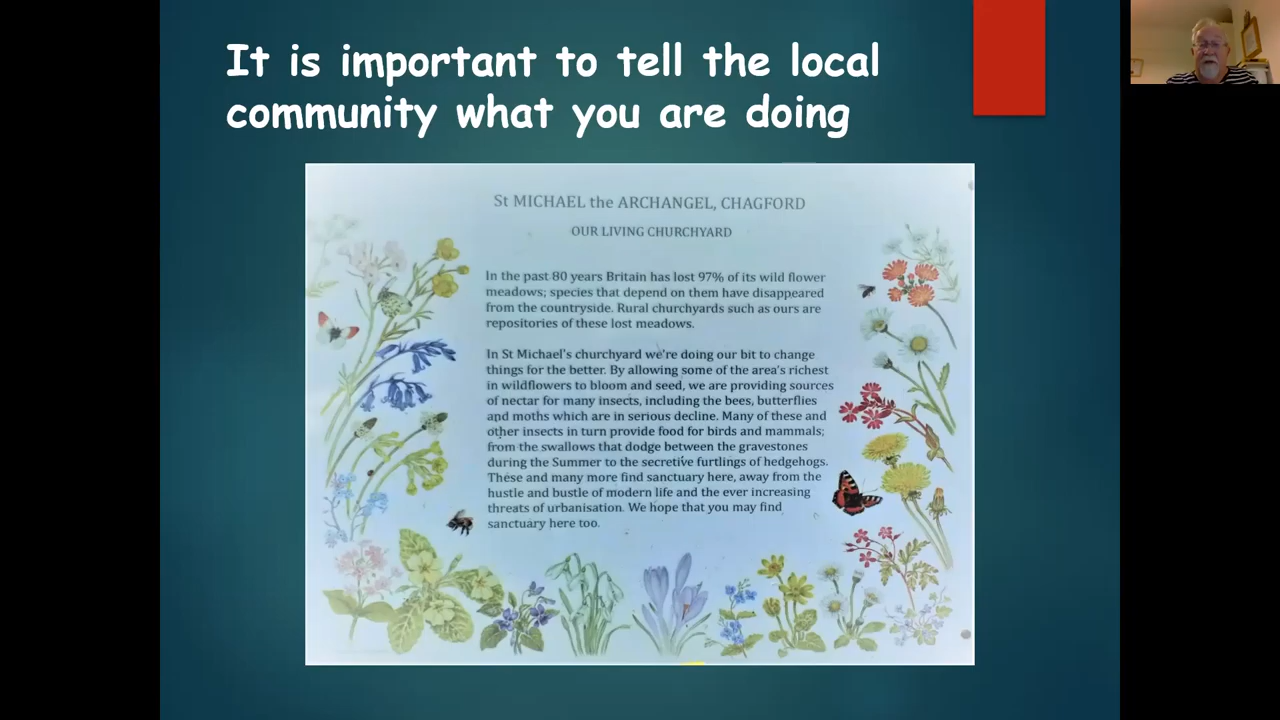 It is important to tell the local
community what you are doing
St MICHAEL the ARCHANGEL, CHAGFORD
OUR LIVING CHURCHYARD
In the past 80 years Britain has lost 97% of its wild flower
meadows; species that depend on them have disappeared
from the countryside. Rural churchyards such as ours are
repositories of these lost meadows.
In St Michael's churchyard we're doing our bit to change
things for the better. By allowing some of the area's richest
in wildflowers to bloom and seed, we are providing sources
of nectar for many insects, including the bees, butterflies
and moths which are in serious decline. Many of these and
other insects in turn provide food for birds and mammals;
from the swallows that dodge between the gravestones
during the Summer to the secretive furtlings of hedgehogs.
These and many more find sanctuary here, away from the
hustle and bustle of modern life and the ever increasing
threats of urbanisation. We hope that you may find
sanctuary here too.